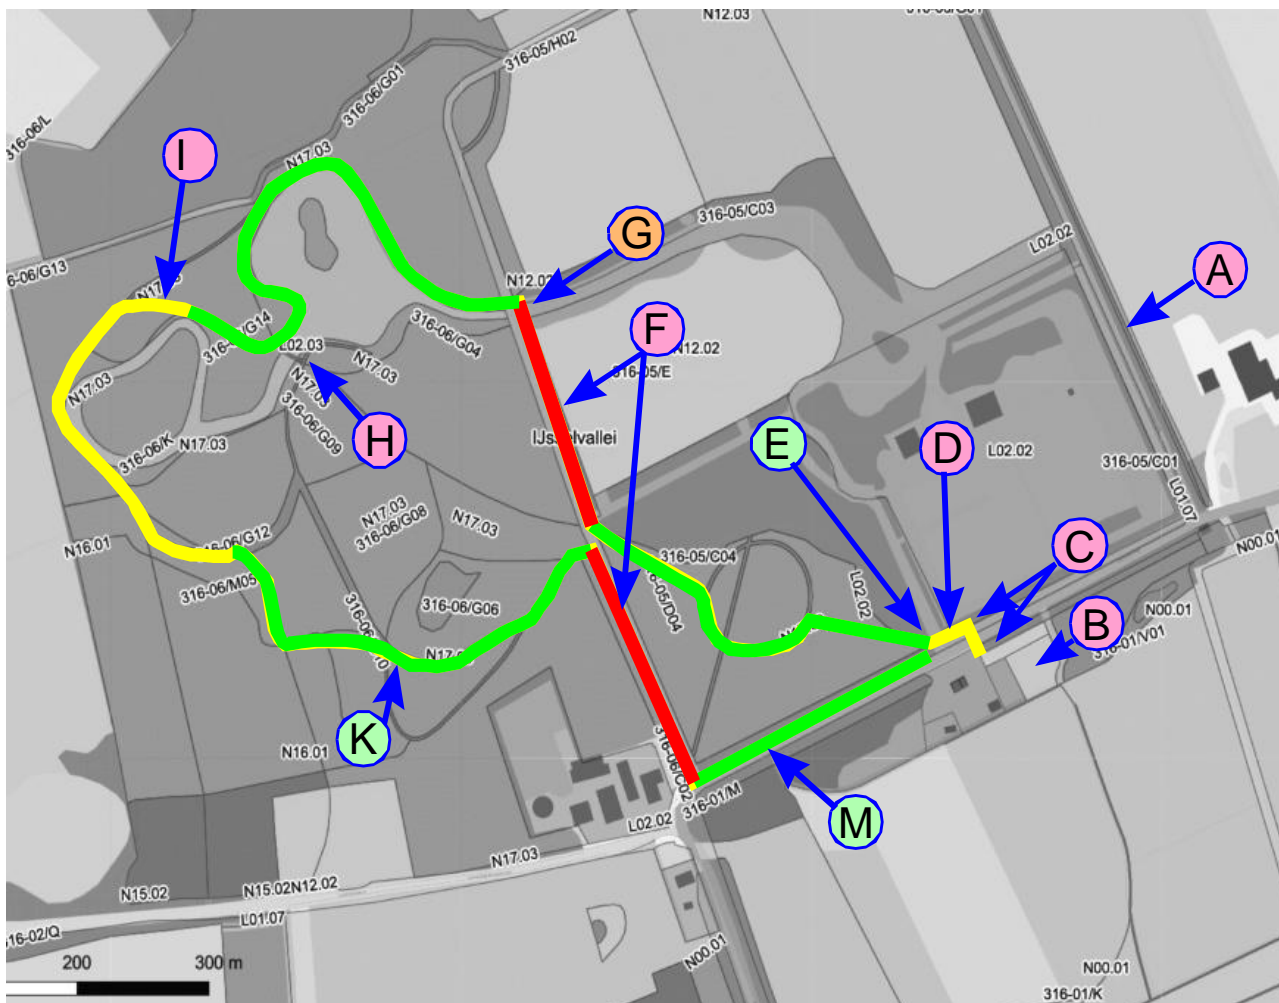 N12.03
316-05/H02
316-06/G01
316-06/L
N17.03
I
316-05/C03
G
L02.02
A
6-06/G13
N12.02
F
316-06/G14
L02.03
316-06/G04
N12.02
316-05/E
N17.03
N17.03
N17.03
316-06/G09
H
IJsselvallei
E
D
L02.02
316-05/C01
L01.07
N17.03
316-06/K
N17.03
316-06/G08
N17.03
N16.01
316-06/G12
316-06/M05
316-05/C04
C
N00.01
L02.02
316-06/G06
N00.01
B
316-01/V01
K
N16.01
316-06/C02
316-01/M
M
L02.02
N17.03
N15.02
N15.02N12.02
L01.07
316-02/Q
N00.01
200
300 m
N00.01
316-01/K